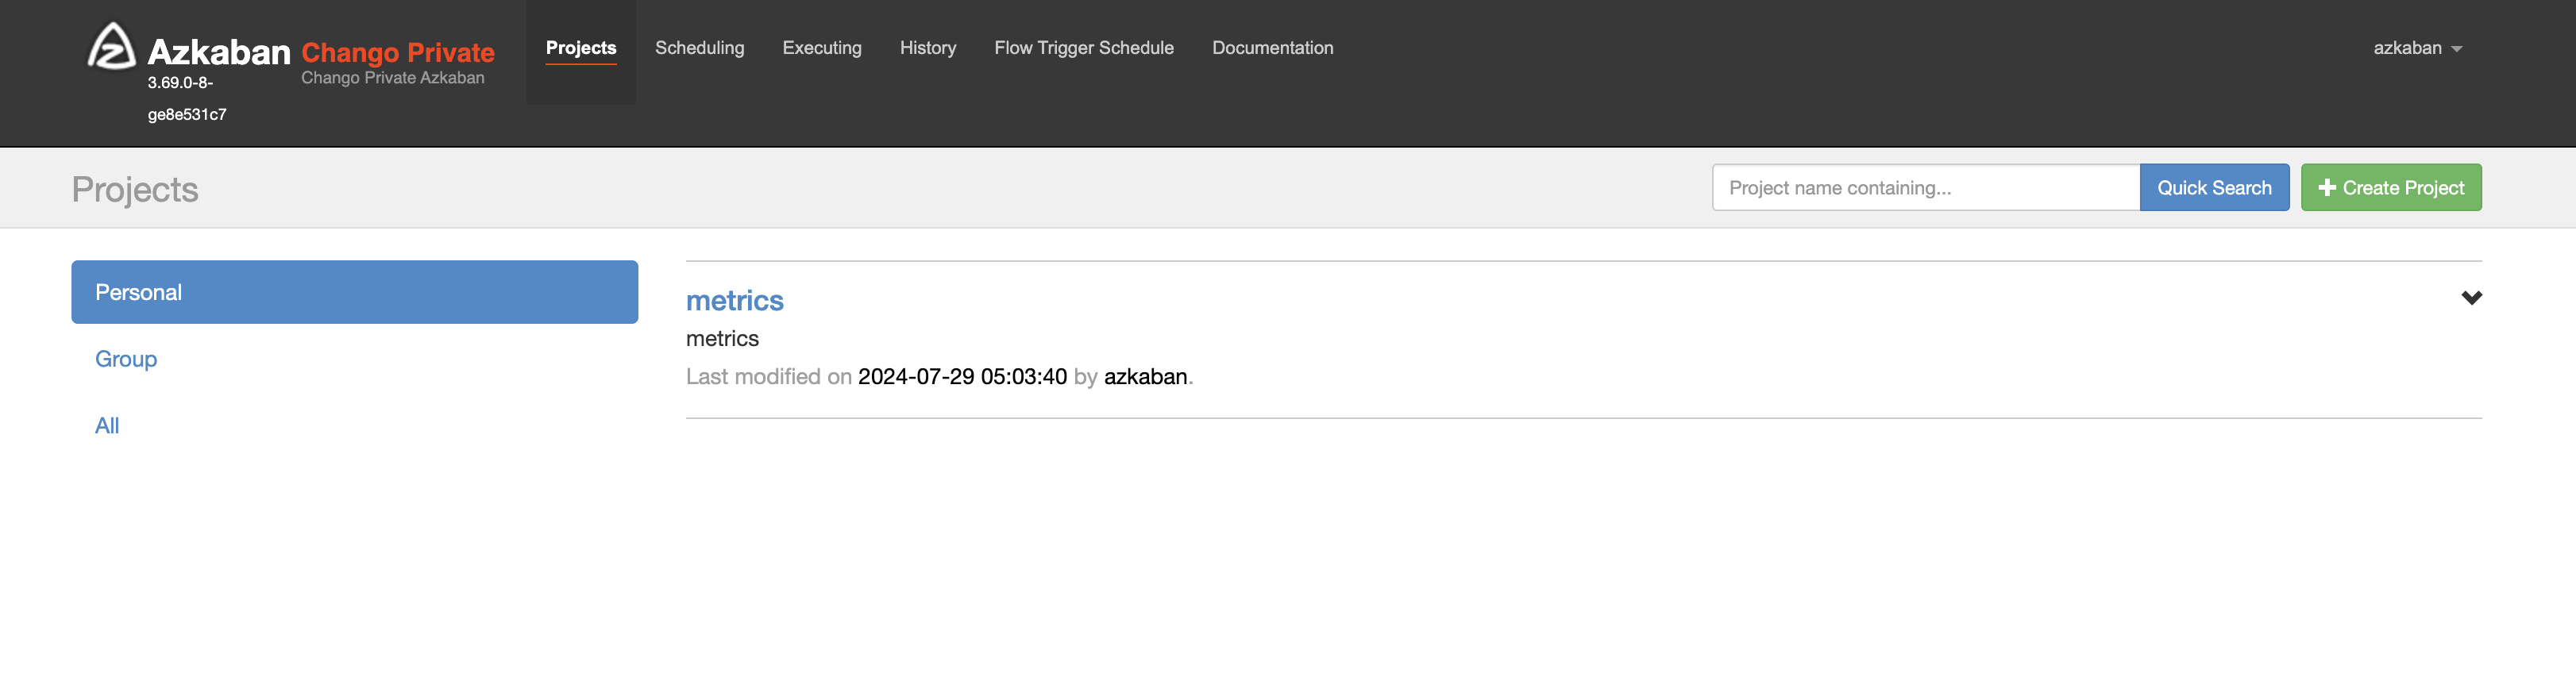 Azkaban
3.69.0-8-
ge8e531c7
Chango Private
Chango Private Azkaban
Projects
Scheduling
Executing
History
Flow Trigger Schedule
Documentation
azkaban
Projects
Project name containing...
Quick Search
Create Project
Personal
Group
All
metrics
metrics
Last modified on 2024-07-29 05:03:40 by azkaban.